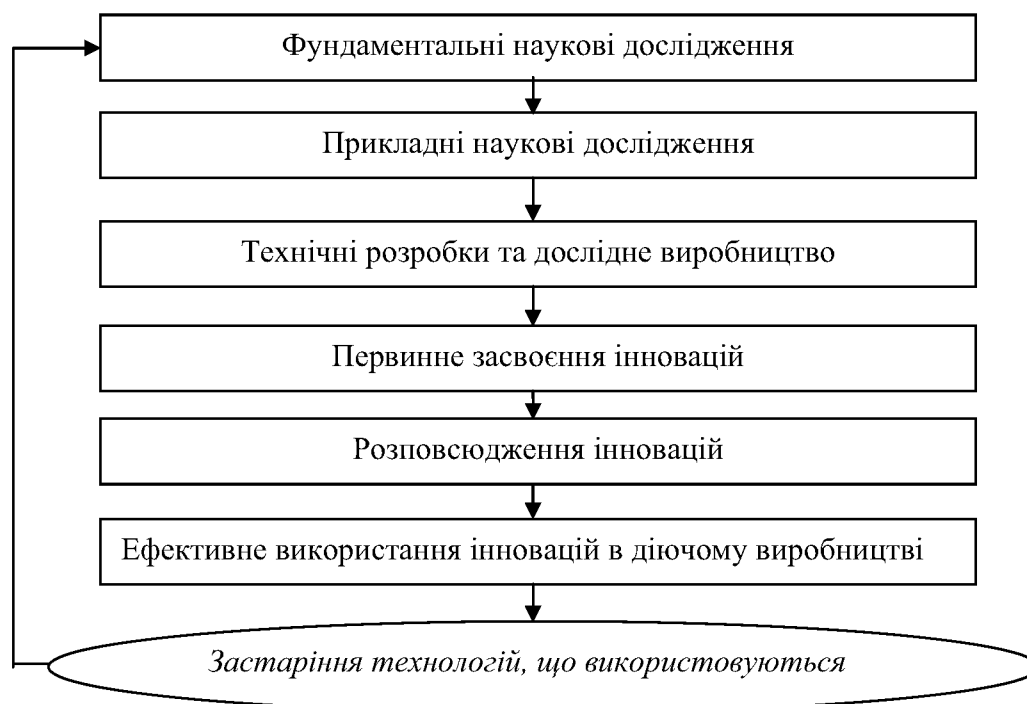 Фундаментальні наукові дослідження
Прикладні наукові дослідження
Технічні розробки та дослідне виробництво
Первинне засвоєння інновацій
Розповсюдження інновацій
Ефективне використання інновацій в діючому виробництві
Застаріння технологій, що використовуються